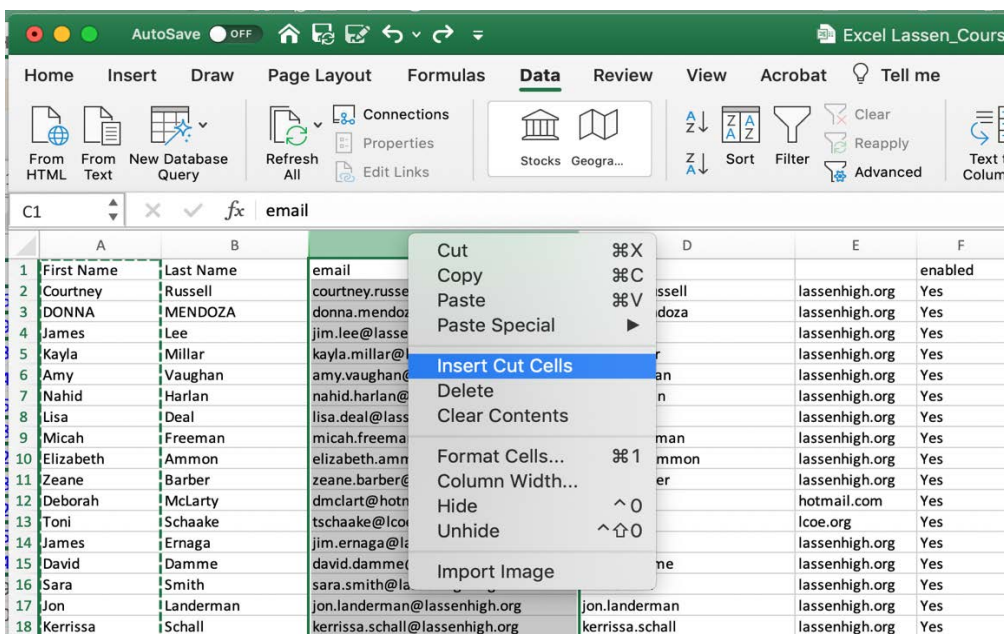 AutoSave OFF Excel Lassen_Cours
Home Insert Draw Page Layout Formulas Data Review View Acrobat Tell me
From HTML From Text New Database Query Refresh All Connections Properties Edit Links Stocks Geogra... Sort Filter Clear Reapply Advanced
C1 fx email
A B D E F
1 First Name Last Name email enabled
2 Courtney Russell courtney.russe ssell lassenhigh.org Yes
3 DONNA MENDOZA donna.mendoz doza lassenhigh.org Yes
4 James Lee jim.lee@lasse lassenhigh.org Yes
5 Kayla Millar kayla.millar@ r lassenhigh.org Yes
6 Amy Vaughan amy.vaughan@ an lassenhigh.org Yes
7 Nahid Harlan nahid.harlan@ n lassenhigh.org Yes
8 Lisa Deal lisa.deal@lass lassenhigh.org Yes
9 Micah Freeman micah.freema man lassenhigh.org Yes
10 Elizabeth Ammon elizabeth.amm mmon lassenhigh.org Yes
11 Zeane Barber zeane.barber@ er lassenhigh.org Yes
12 Deborah McLarty dmclart@hotn hotmail.com Yes
13 Toni Schaake tschaake@lcoe lcoe.org Yes
14 James Ernaga jim.ernaga@la lassenhigh.org Yes
15 David Damme david.damme@ me lassenhigh.org Yes
16 Sara Smith sara.smith@la lassenhigh.org Yes
17 Jon Landerman jon.landerman@lassenhigh.org jon.landerman lassenhigh.org Yes
18 Kerrissa Schall kerrissa.schall@lassenhigh.org kerrissa.schall lassenhigh.org Yes
Cut ⌘X
Copy ⌘C
Paste ⌘V
Paste Special ▶
Insert Cut Cells
Delete
Clear Contents
Format Cells... ⌘1
Column Width...
Hide ^0
Unhide ^⇧0
Import Image